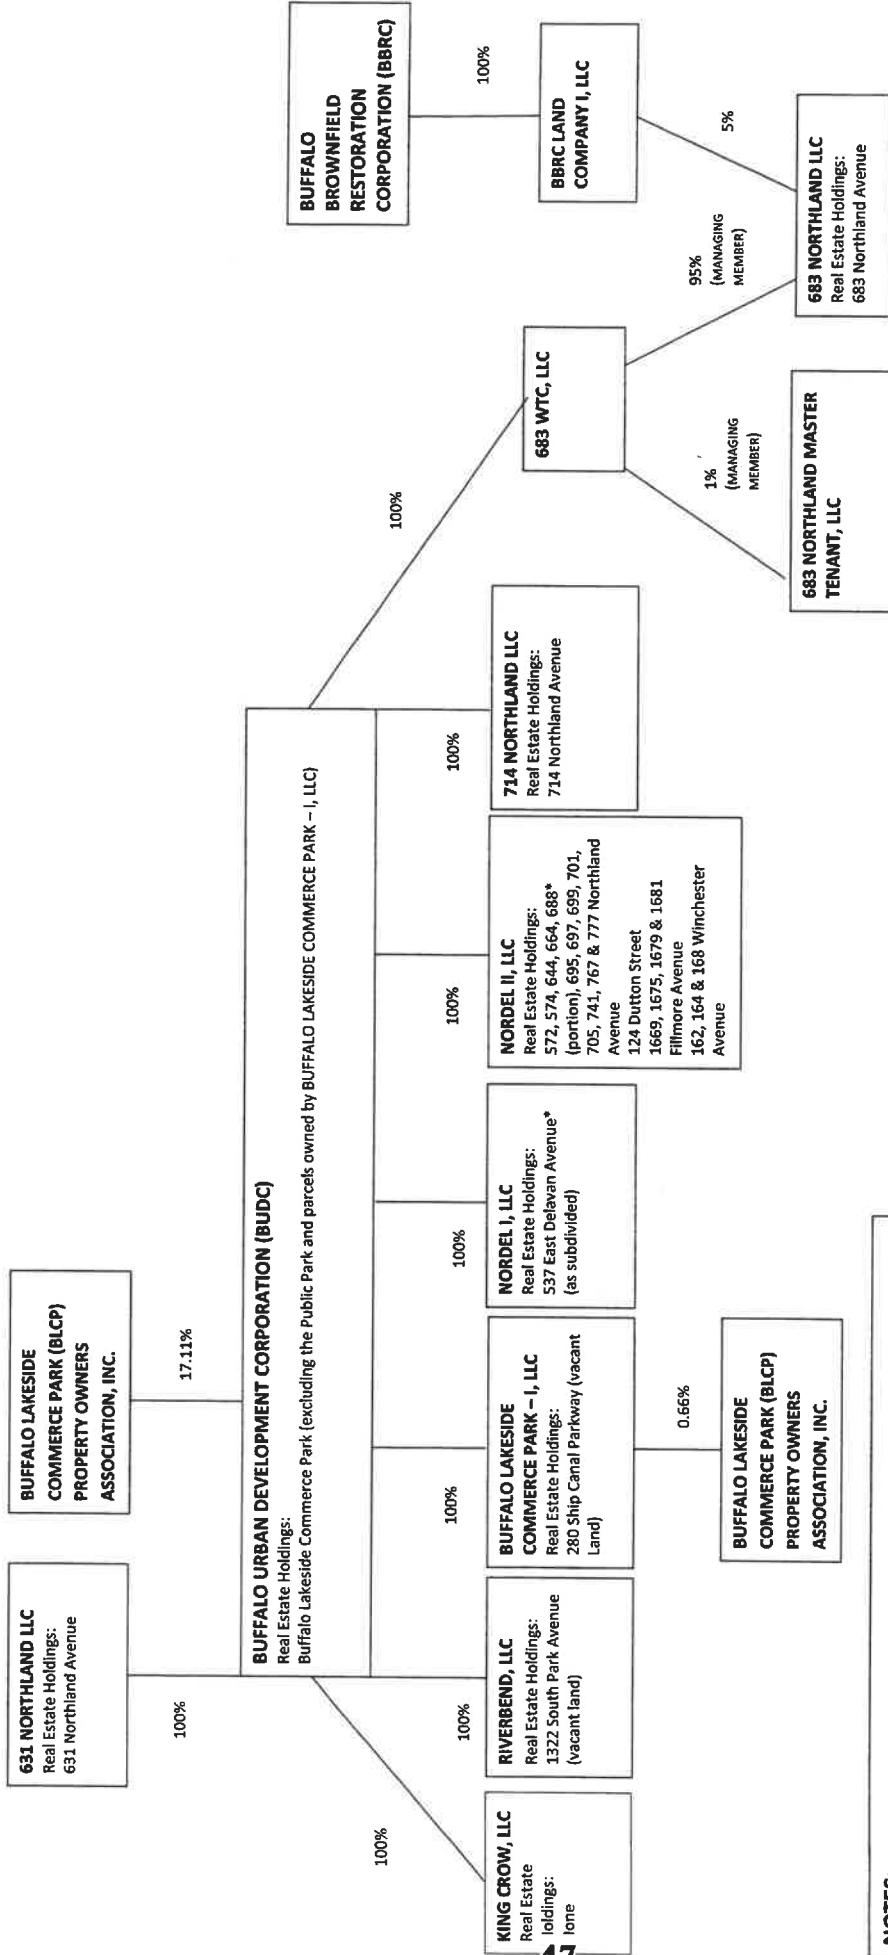 631 NORTHLAND LLC
Real Estate Holdings:
631 Northland Avenue
BUFFALO LAKESIDE
COMMERCE PARK (BLCP)
PROPERTY OWNERS
ASSOCIATION, INC.
100%
17.11%
BUFFALO URBAN DEVELOPMENT CORPORATION (BUDC)
Real Estate Holdings:
Buffalo Lakeside Commerce Park (excluding the Public Park and parcels owned by BUFFALO LAKESIDE COMMERCE PARK – I, LLC)
BUFFALO
BROWNFIELD
RESTORATION
CORPORATION (BBRC)
100%
100%
100%
100%
100%
100%
100%
100%
KING CROW, LLC
Real Estate
oldings:
lone
RIVERBEND, LLC
Real Estate Holdings:
1322 South Park Avenue
(vacant land)
BUFFALO LAKESIDE
COMMERCE PARK – I, LLC
Real Estate Holdings:
280 Ship Canal Parkway (vacant
Land)
NORDEL I, LLC
Real Estate Holdings:
537 East Delavan Avenue*
(as subdivided)
NORDEL II, LLC
Real Estate Holdings:
572, 574, 644, 664, 688*
(portion), 695, 697, 699, 701,
705, 741, 767 & 777 Northland
Avenue
124 Dutton Street
1669, 1675, 1679 & 1681
Fillmore Avenue
162, 164 & 168 Winchester
Avenue
714 NORTHLAND LLC
Real Estate Holdings:
714 Northland Avenue
683 WTC, LLC
BBRC LAND
COMPANY I, LLC
0.66%
1%
(MANAGING
MEMBER)
95%
(MANAGING
MEMBER)
5%
BUFFALO LAKESIDE
COMMERCE PARK (BLCP)
PROPERTY OWNERS
ASSOCIATION, INC.
683 NORTHLAND MASTER
TENANT, LLC
683 NORTHLAND LLC
Real Estate Holdings:
683 Northland Avenue